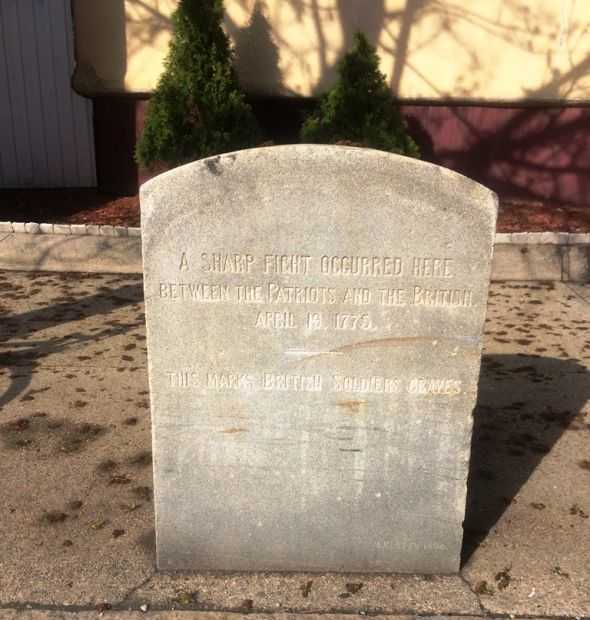 A SHARP FIGHT OCCURRED HERE
BETWEEN THE PATRIOTS AND THE BRITISH
APRIL 19, 1775.
THIS MARKS BRITISH SOLDIERS GRAVES